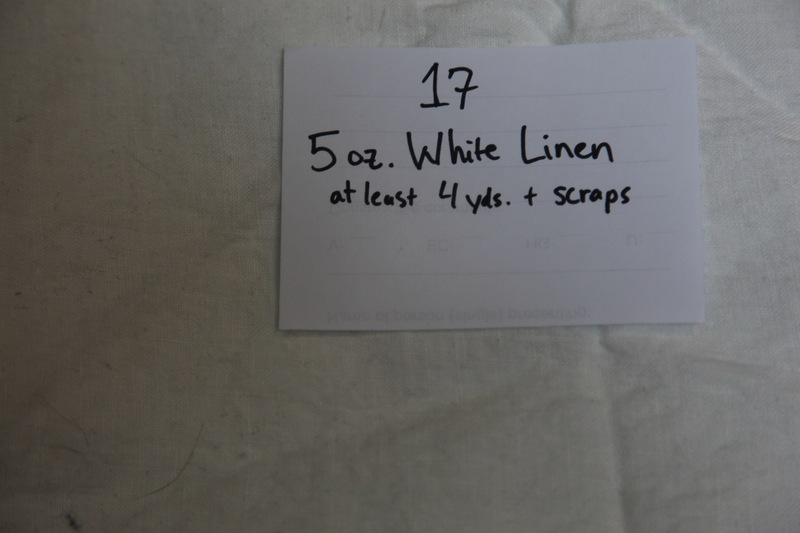 17
5 oz. White Linen
at least 4 yds. + scraps